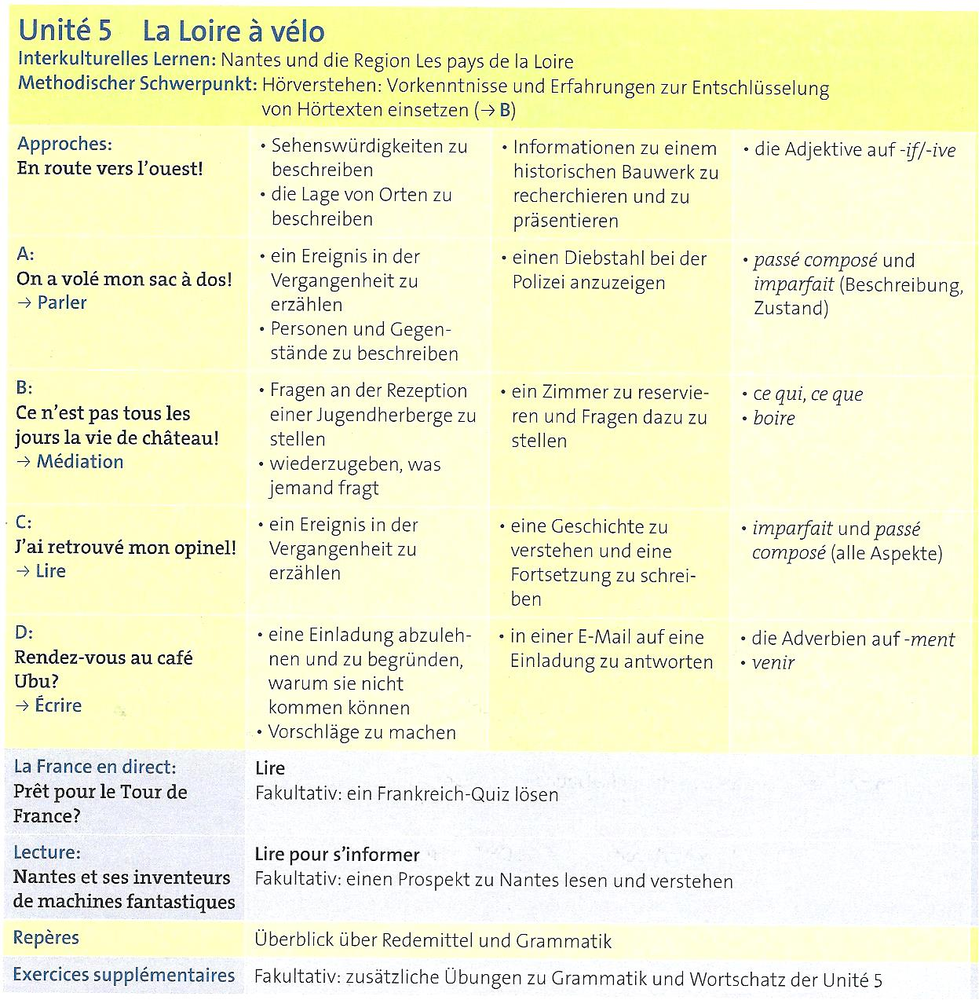 Unité 5 La Loire à vélo
Interkulturelles Lernen: Nantes und die Region Les pays de la Loire
Methodischer Schwerpunkt: Hörverstehen: Vorkenntnisse und Erfahrungen zur Entschlüsselung
von Hörtexten einsetzen (→ B)
Approches:
En route vers l'ouest!
• Sehenswürdigkeiten zu
beschreiben
• die Lage von Orten zu
beschreiben
• Informationen zu einem
historischen Bauwerk zu
recherchieren und zu
präsentieren
• die Adjektive auf -if/-ive
A:
On a volé mon sac à dos!
→ Parler
• ein Ereignis in der
Vergangenheit zu
erzählen
• Personen und Gegen-
stände zu beschreiben
• einen Diebstahl bei der
Polizei anzuzeigen
• passé composé und
imparfait (Beschreibung,
Zustand)
B:
Ce n'est pas tous les
jours la vie de château!
→ Médiation
• Fragen an der Rezeption
einer Jugendherberge zu
stellen
• wiederzugeben, was
jemand fragt
• ein Zimmer zu reservie-
ren und Fragen dazu zu
stellen
• ce qui, ce que
• boire
C:
J'ai retrouvé mon opinel!
→ Lire
• ein Ereignis in der
Vergangenheit zu
erzählen
• eine Geschichte zu
verstehen und eine
Fortsetzung zu schrei-
ben
• imparfait und passé
composé (alle Aspekte)
D:
Rendez-vous au café
Ubu?
→ Écrire
• eine Einladung abzuleh-
nen und zu begründen,
warum sie nicht
kommen können
• Vorschläge zu machen
• in einer E-Mail auf eine
Einladung zu antworten
• die Adverbien auf -ment
• venir
La France en direct:
Prêt pour le Tour de
France?
Lire
Fakultativ: ein Frankreich-Quiz lösen
Lecture:
Nantes et ses inventeurs
de machines fantastiques
Lire pour s'informer
Fakultativ: einen Prospekt zu Nantes lesen und verstehen
Repères
Überblick über Redemittel und Grammatik
Exercices supplémentaires
Fakultativ: zusätzliche Übungen zu Grammatik und Wortschatz der Unité 5